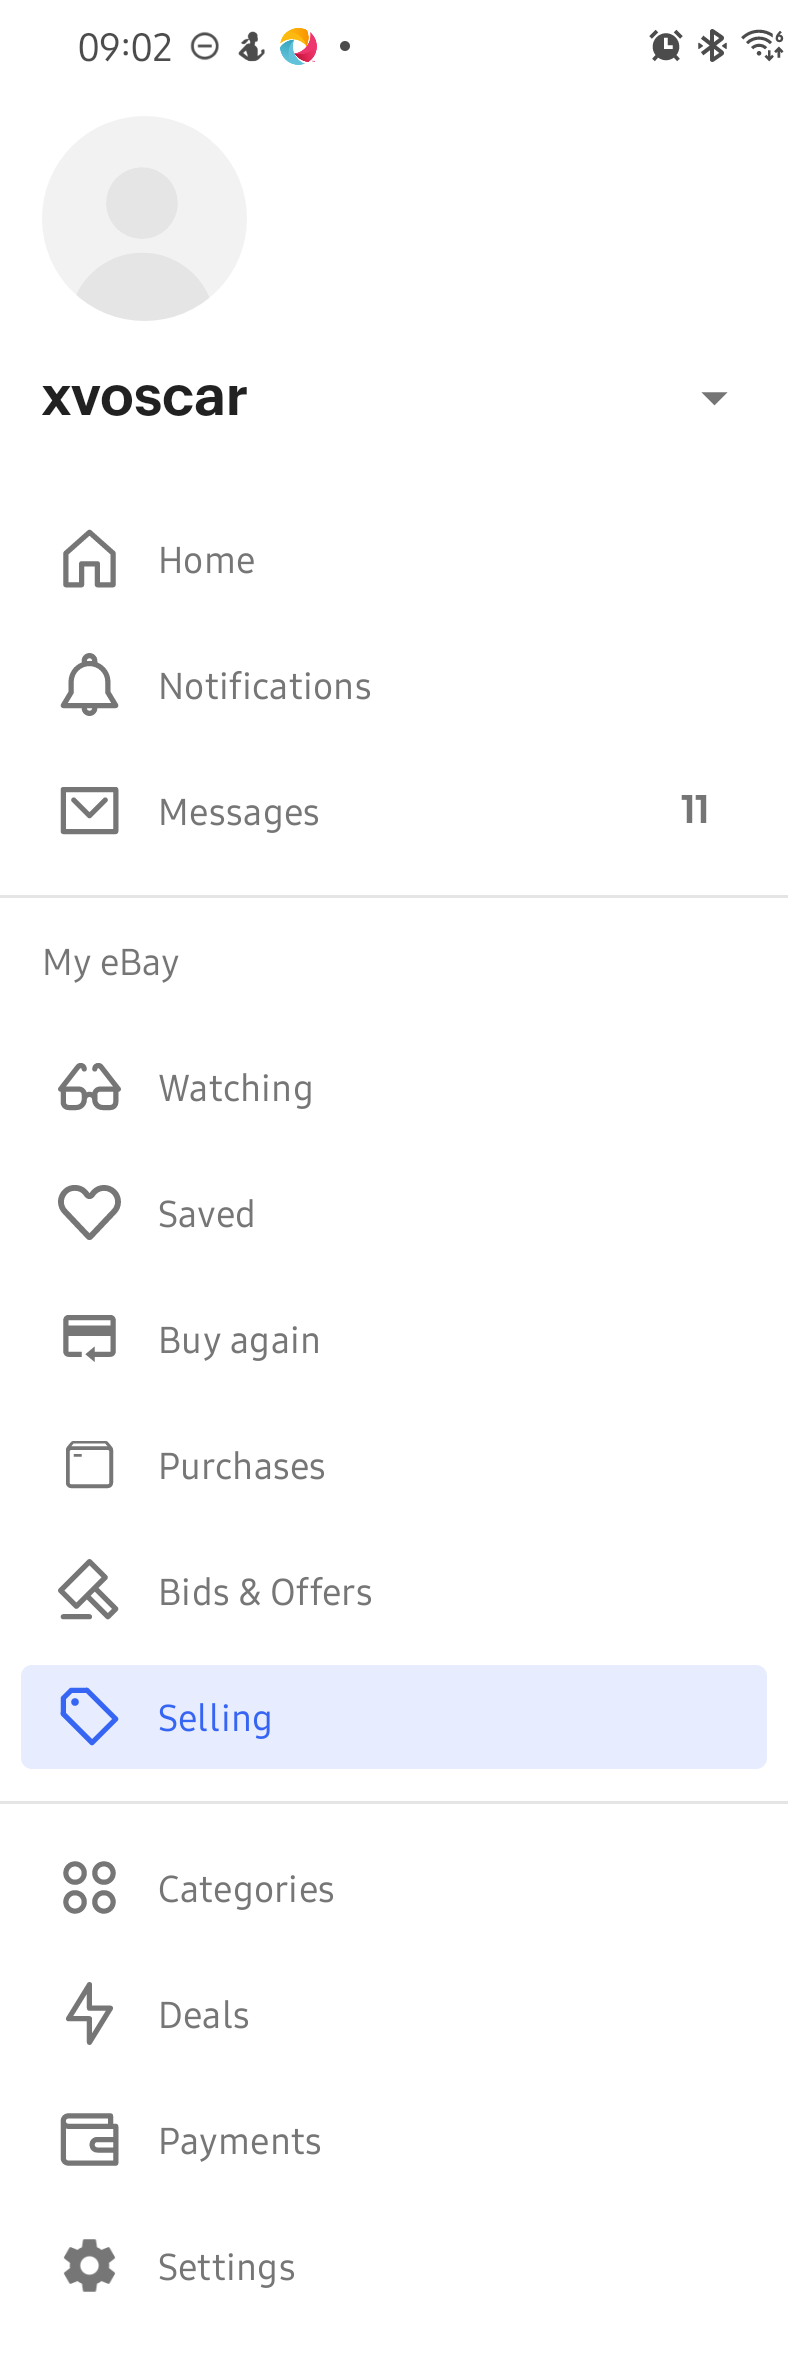 09:02
6
xvoscar
Home
Notifications
Messages 11
My eBay
Watching
Saved
Buy again
Purchases
Bids & Offers
Selling
Categories
Deals
Payments
Settings